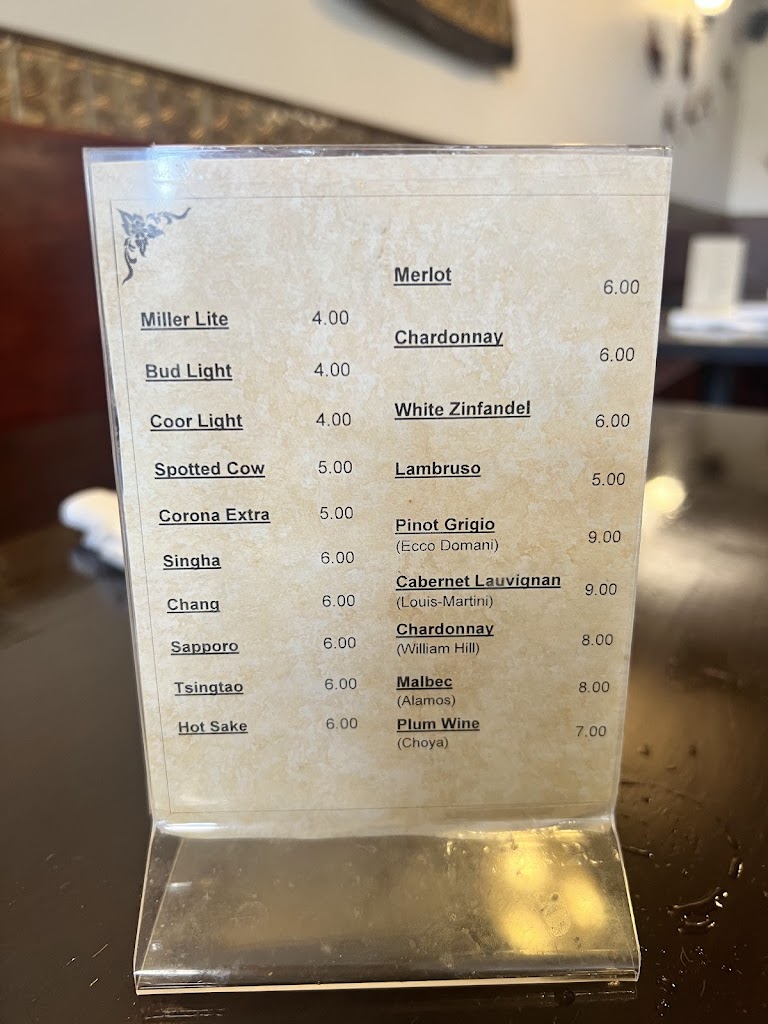 Miller Lite 4.00
Bud Light 4.00
Coor Light 4.00
Spotted Cow 5.00
Corona Extra 5.00
Singha 6.00
Chang 6.00
Sapporo 6.00
Tsingtao 6.00
Hot Sake 6.00
Merlot 6.00
Chardonnay 6.00
White Zinfandel 6.00
Lambruso 5.00
Pinot Grigio 9.00
(Ecco Domani)
Cabernet Lauvignan 9.00
(Louis-Martini)
Chardonnay 8.00
(William Hill)
Malbec 8.00
(Alamos)
Plum Wine 7.00
(Choya)